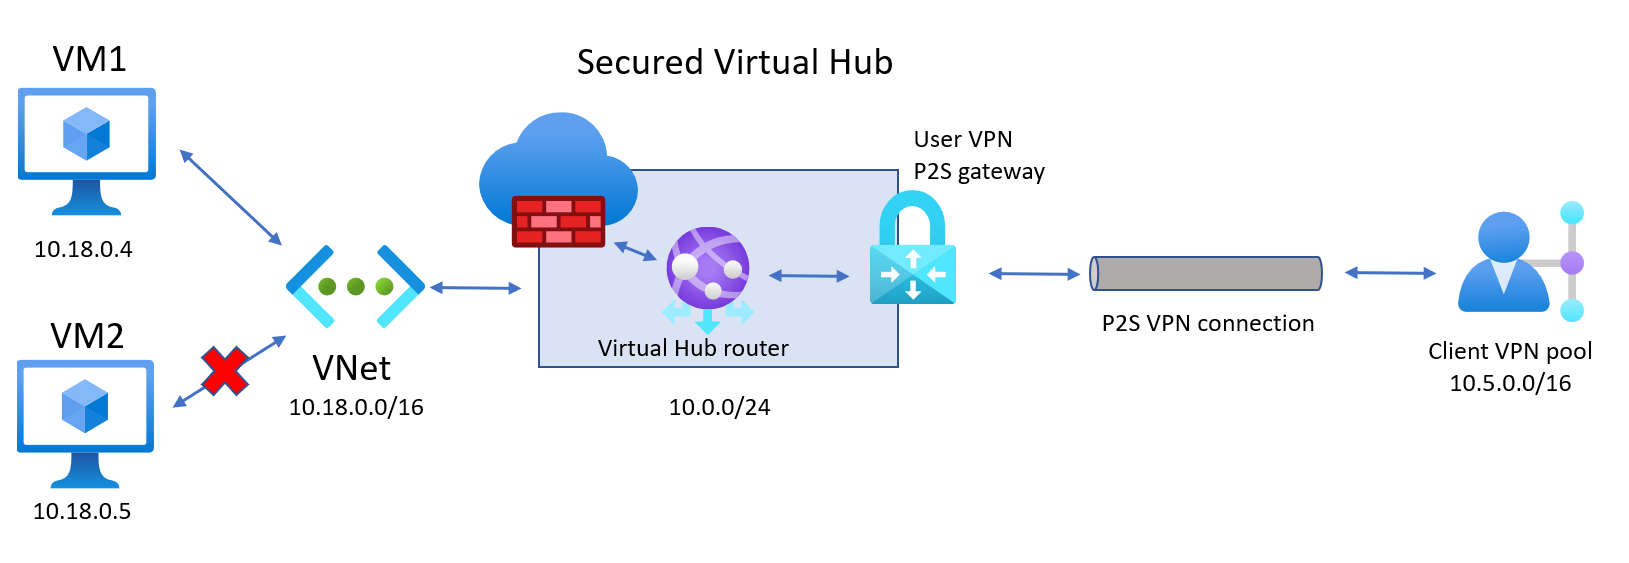 VM1
10.18.0.4
VM2
10.18.0.5
VNet
10.18.0.0/16
Secured Virtual Hub
Virtual Hub router
10.0.0/24
User VPN
P2S gateway
P2S VPN connection
Client VPN pool
10.5.0.0/16